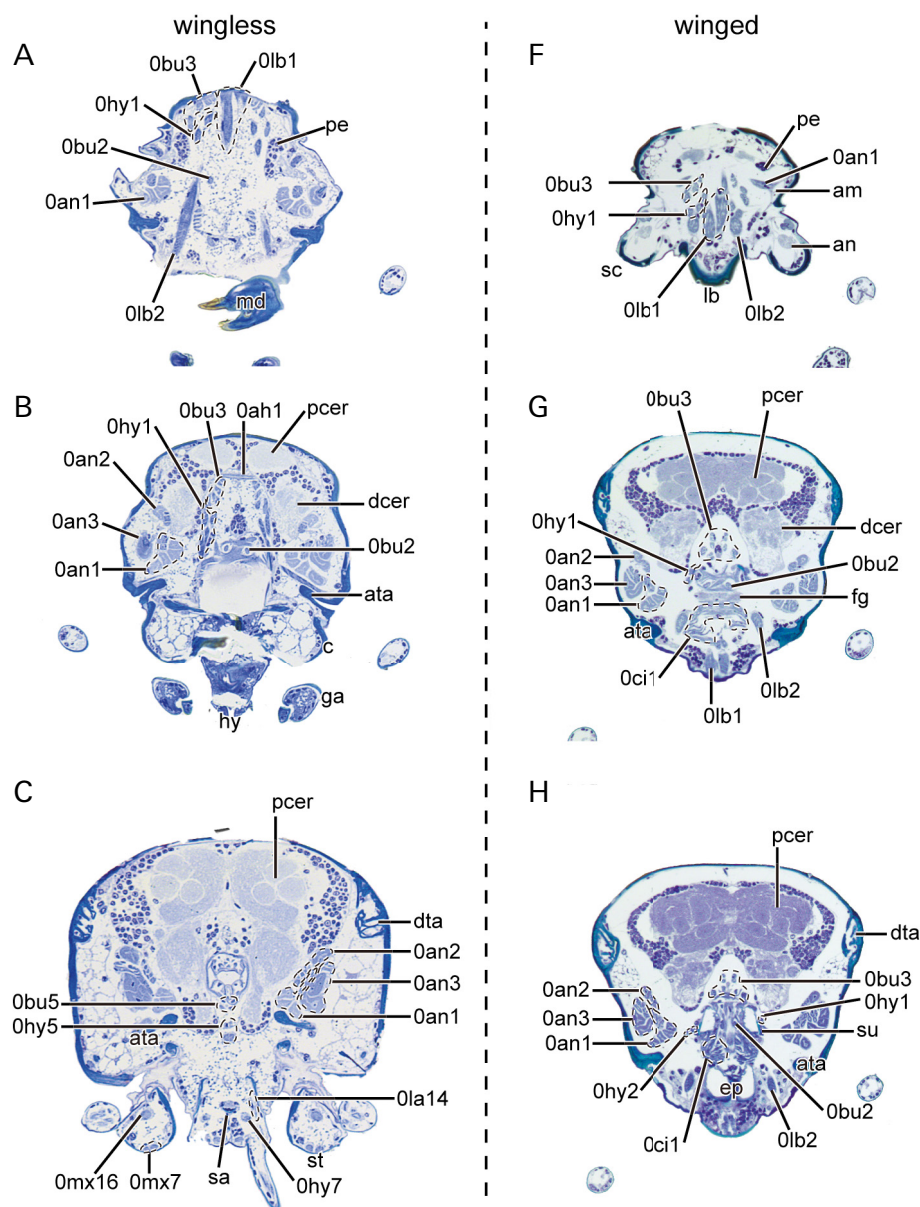 wingless
winged
A
0bu3
0lb1
0hy1
pe
0bu2
0an1
0lb2
md
F
pe
0an1
0bu3
am
0hy1
an
sc
lb
0lb1
0lb2
B
0bu3
0ah1
pcer
0hy1
0an2
dcer
0an3
0bu2
0an1
ata
c
ga
hy
G
0bu3
pcer
0hy1
dcer
0an2
0bu2
0an3
0an1
fg
ata
0ci1
0lb2
0lb1
C
pcer
dta
0an2
0an3
0bu5
0an1
0hy5
ata
0la14
st
sa
0mx16
0mx7
0hy7
H
pcer
dta
0bu3
0an2
0hy1
0an3
su
0an1
ata
0hy2
ep
0bu2
0ci1
0lb2